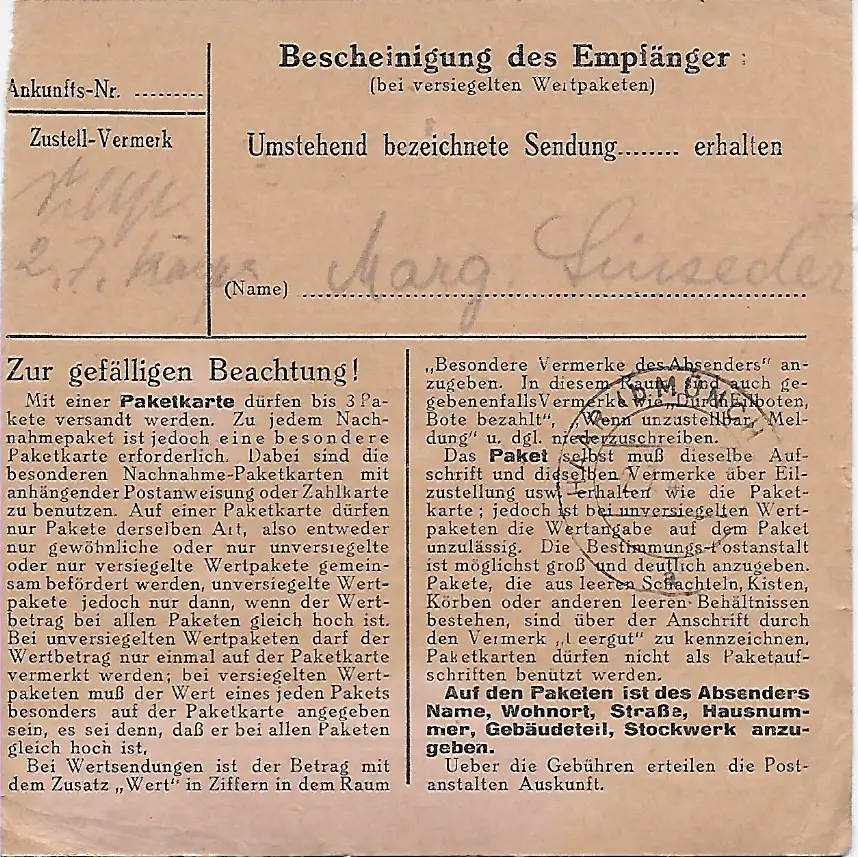 Ankunfts-Nr. .........
Zustell-Vermerk
2. 7.
Bescheinigung des Empfänger :
(bei versiegelten Wertpaketen)
Umstehend bezeichnete Sendung........ erhalten
Marg
(Name) ........................
Zur gefälligen Beachtung!
Mit einer Paketkarte dürfen bis 3 Pa-
kete versandt werden. Zu jedem Nach-
nahmepaket ist jedoch eine besondere
Paketkarte erforderlich. Dabei sind die
besonderen Nachnahme-Paketkarten mit
anhängender Postanweisung oder Zahlkarte
zu benutzen. Auf einer Paketkarte dürfen
nur Pakete derselben Art, also entweder
nur gewöhnliche oder nur unversiegelte
oder nur versiegelte Wertpakete gemein-
sam befördert werden, unversiegelte Wert-
pakete jedoch nur dann, wenn der Wert-
betrag bei allen Paketen gleich hoch ist.
Bei unversiegelten Wertpaketen darf der
Wertbetrag nur einmal auf der Paketkarte
vermerkt werden; bei versiegelten Wert-
paketen muß der Wert eines jeden Pakets
besonders auf der Paketkarte angegeben
sein, es sei denn, daß er bei allen Paketen
gleich hoch ist.
Bei Wertsendungen ist der Betrag mit
dem Zusatz „Wert" in Ziffern in dem Raum
„Besondere Vermerke des Absenders" an-
zugeben. In diesem Raum sind auch ge-
gebenenfalls Vermerke wie „Durch Eilboten,
Bote bezahlt", „Wenn unzustellbar, Mel-
dung" u. dgl. niederzuschreiben.
Das Paket selbst muß dieselbe Auf-
schrift und dieselben Vermerke über Eil-
zustellung usw. erhalten wie die Paket-
karte; jedoch ist bei unversiegelten Wert-
paketen die Wertangabe auf dem Paket
unzulässig. Die Bestimmungs-Postanstalt
ist möglichst groß und deutlich anzugeben.
Pakete, die aus leeren Schachteln, Kisten,
Körben oder anderen leeren Behältnissen
bestehen, sind über der Anschrift durch
den Vermerk „Leergut" zu kennzeichnen.
Paketkarten dürfen nicht als Paketauf-
schriften benützt werden.
Auf den Paketen ist des Absenders
Name, Wohnort, Straße, Hausnum-
mer, Gebäudeteil, Stockwerk anzu-
geben.
Ueber die Gebühren erteilen die Post-
anstalten Auskunft.
HAAR (B MÜNCH
a